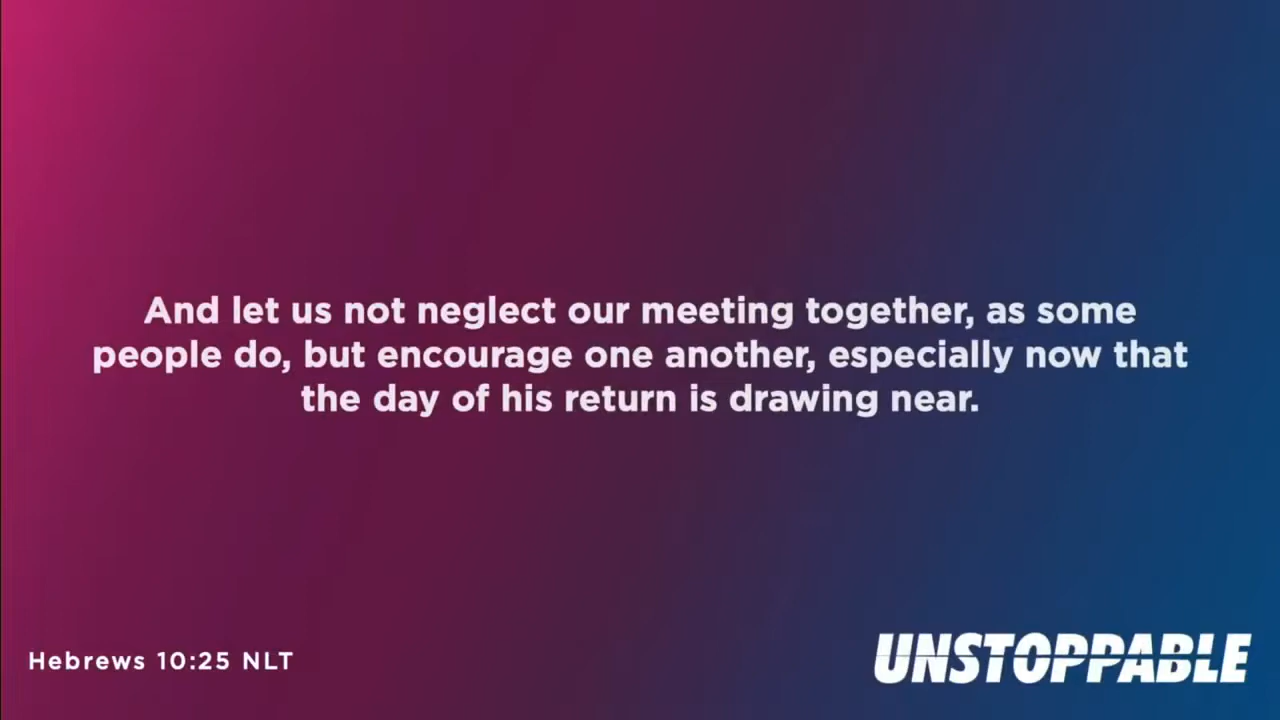 And let us not neglect our meeting together, as some
people do, but encourage one another, especially now that
the day of his return is drawing near.
Hebrews 10:25 NLT
UNSTOPPABLE